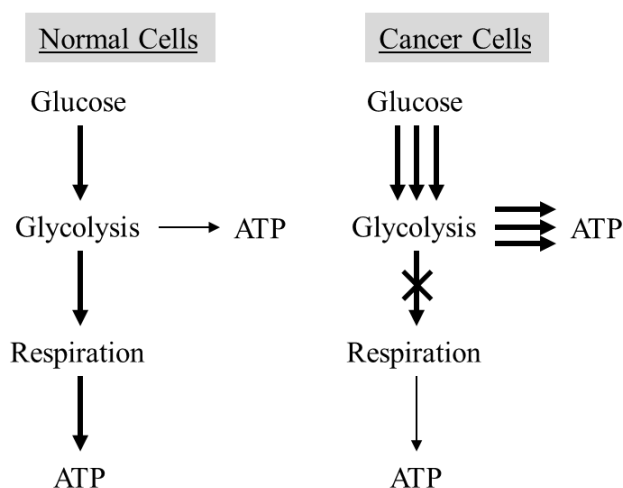 Normal Cells
Glucose
Glycolysis
ATP
Respiration
ATP
Cancer Cells
Glucose
Glycolysis
ATP
Respiration
ATP